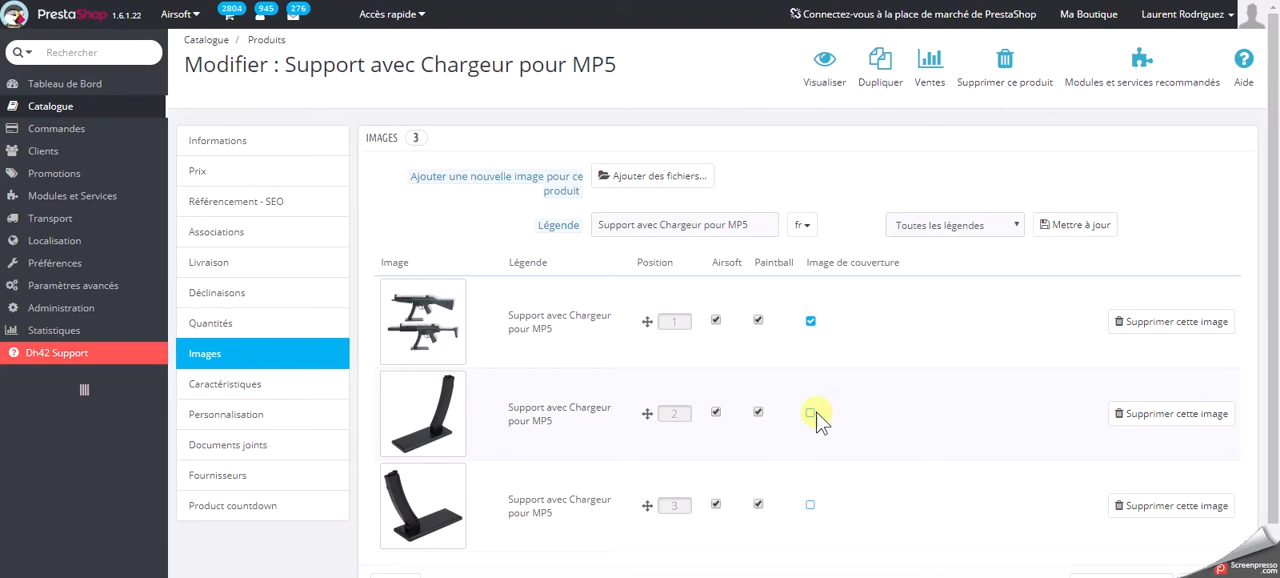 PrestaShop 1.6.1.22 Airsoft 2804 945 276 Accès rapide Connectez-vous à la place de marché de PrestaShop Ma Boutique Laurent Rodriguez
Rechercher
Tableau de Bord
Catalogue
Commandes
Clients
Promotions
Modules et Services
Transport
Localisation
Préférences
Paramètres avancés
Administration
Statistiques
Dh42 Support
Catalogue / Produits
Modifier : Support avec Chargeur pour MP5
Visualiser Dupliquer Ventes Supprimer ce produit Modules et services recommandés Aide
Informations
Prix
Référencement - SEO
Associations
Livraison
Déclinaisons
Quantités
Images
Caractéristiques
Personnalisation
Documents joints
Fournisseurs
Product countdown
IMAGES 3
Ajouter une nouvelle image pour ce
produit
Ajouter des fichiers...
Légende Support avec Chargeur pour MP5 fr Toutes les légendes Mettre à jour
Image Légende Position Airsoft Paintball Image de couverture
Support avec Chargeur
pour MP5
1 Supprimer cette image
Support avec Chargeur
pour MP5
2 Supprimer cette image
Support avec Chargeur
pour MP5
3 Supprimer cette image
Screenpresso
.com